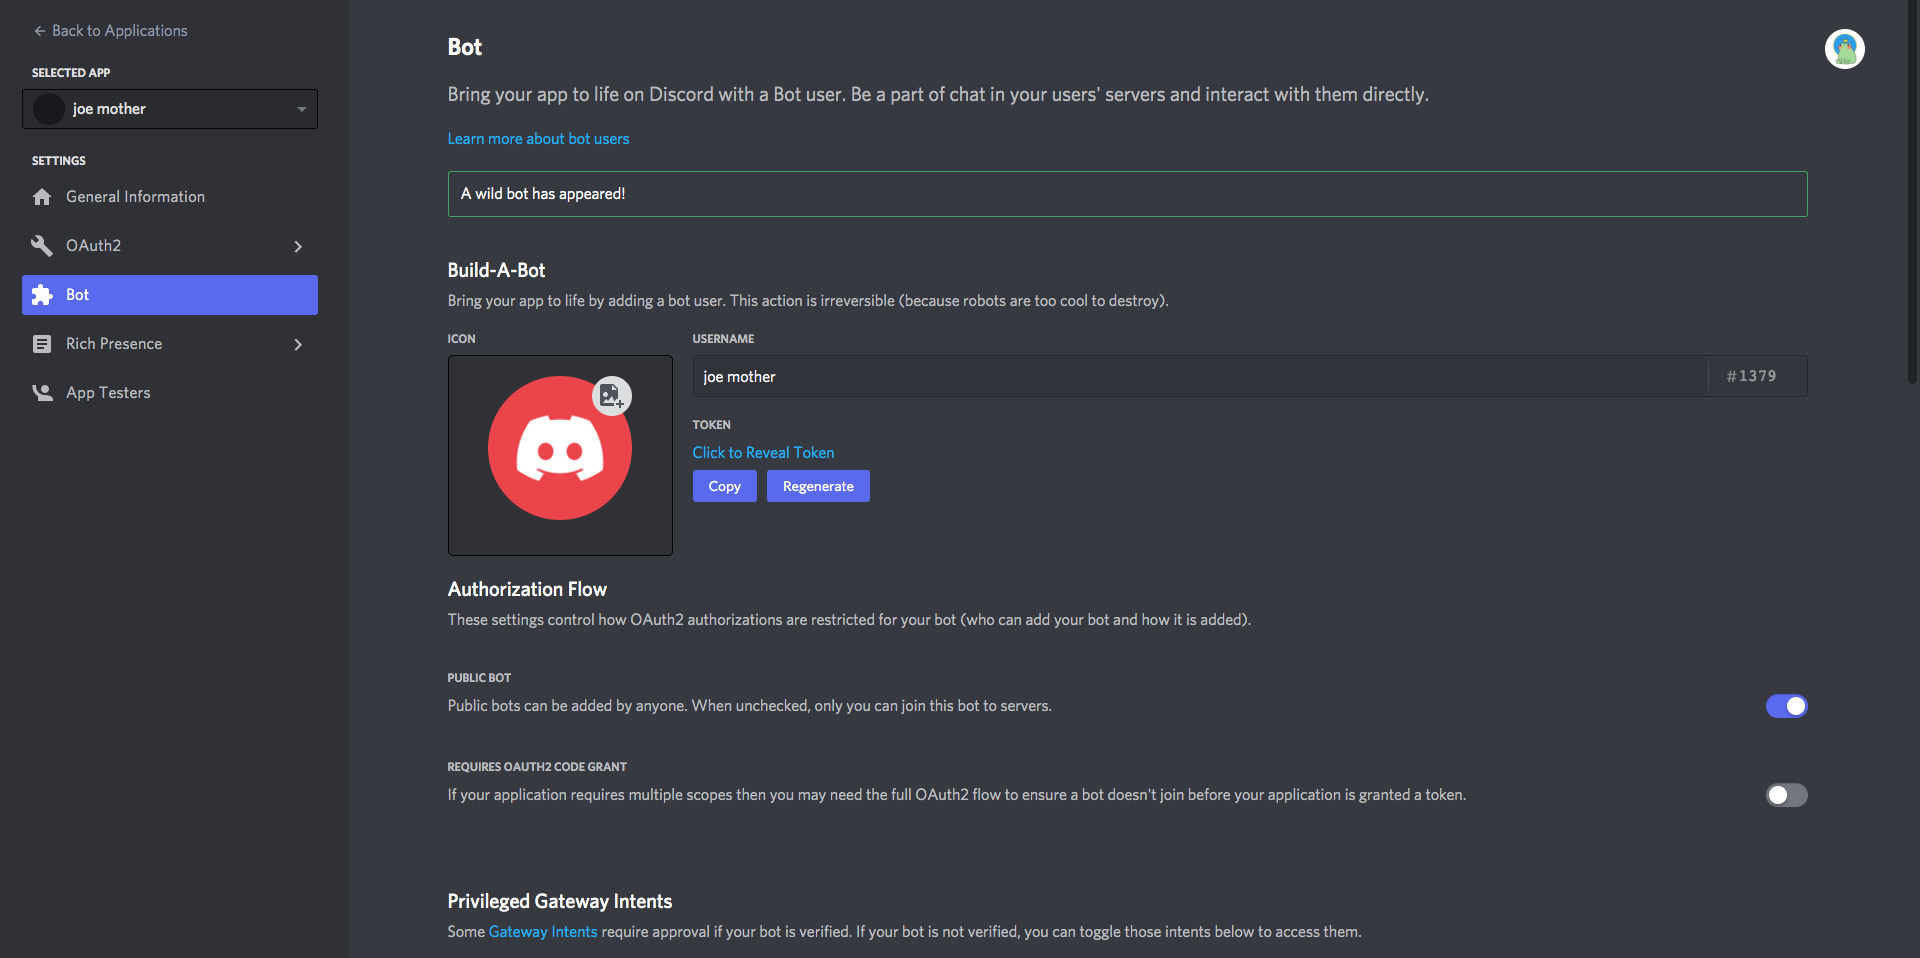 Back to Applications
SELECTED APP
joe mother
SETTINGS
General Information
OAuth2
Bot
Rich Presence
App Testers
Bot
Bring your app to life on Discord with a Bot user. Be a part of chat in your users' servers and interact with them directly.
Learn more about bot users
A wild bot has appeared!
Build-A-Bot
Bring your app to life by adding a bot user. This action is irreversible (because robots are too cool to destroy).
ICON
USERNAME
joe mother #1379
TOKEN
Click to Reveal Token
Copy Regenerate
Authorization Flow
These settings control how OAuth2 authorizations are restricted for your bot (who can add your bot and how it is added).
PUBLIC BOT
Public bots can be added by anyone. When unchecked, only you can join this bot to servers.
REQUIRES OAUTH2 CODE GRANT
If your application requires multiple scopes then you may need the full OAuth2 flow to ensure a bot doesn't join before your application is granted a token.
Privileged Gateway Intents
Some Gateway Intents require approval if your bot is verified. If your bot is not verified, you can toggle those intents below to access them.